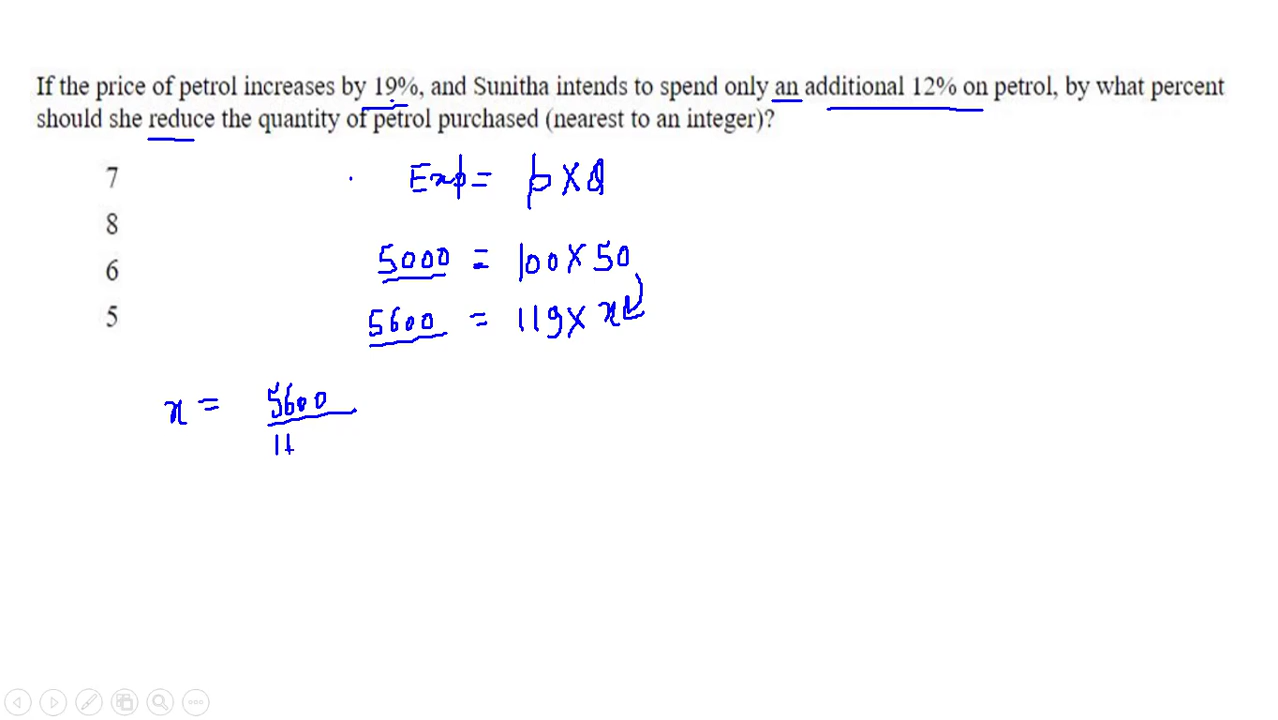 If the price of petrol increases by 19%, and Sunitha intends to spend only an additional 12% on petrol, by what percent
should she reduce the quantity of petrol purchased (nearest to an integer)?
7
8
6
5
Exp = p X Q
5000 = 100 X 50
5600 = 119 X x
x = 5600
11